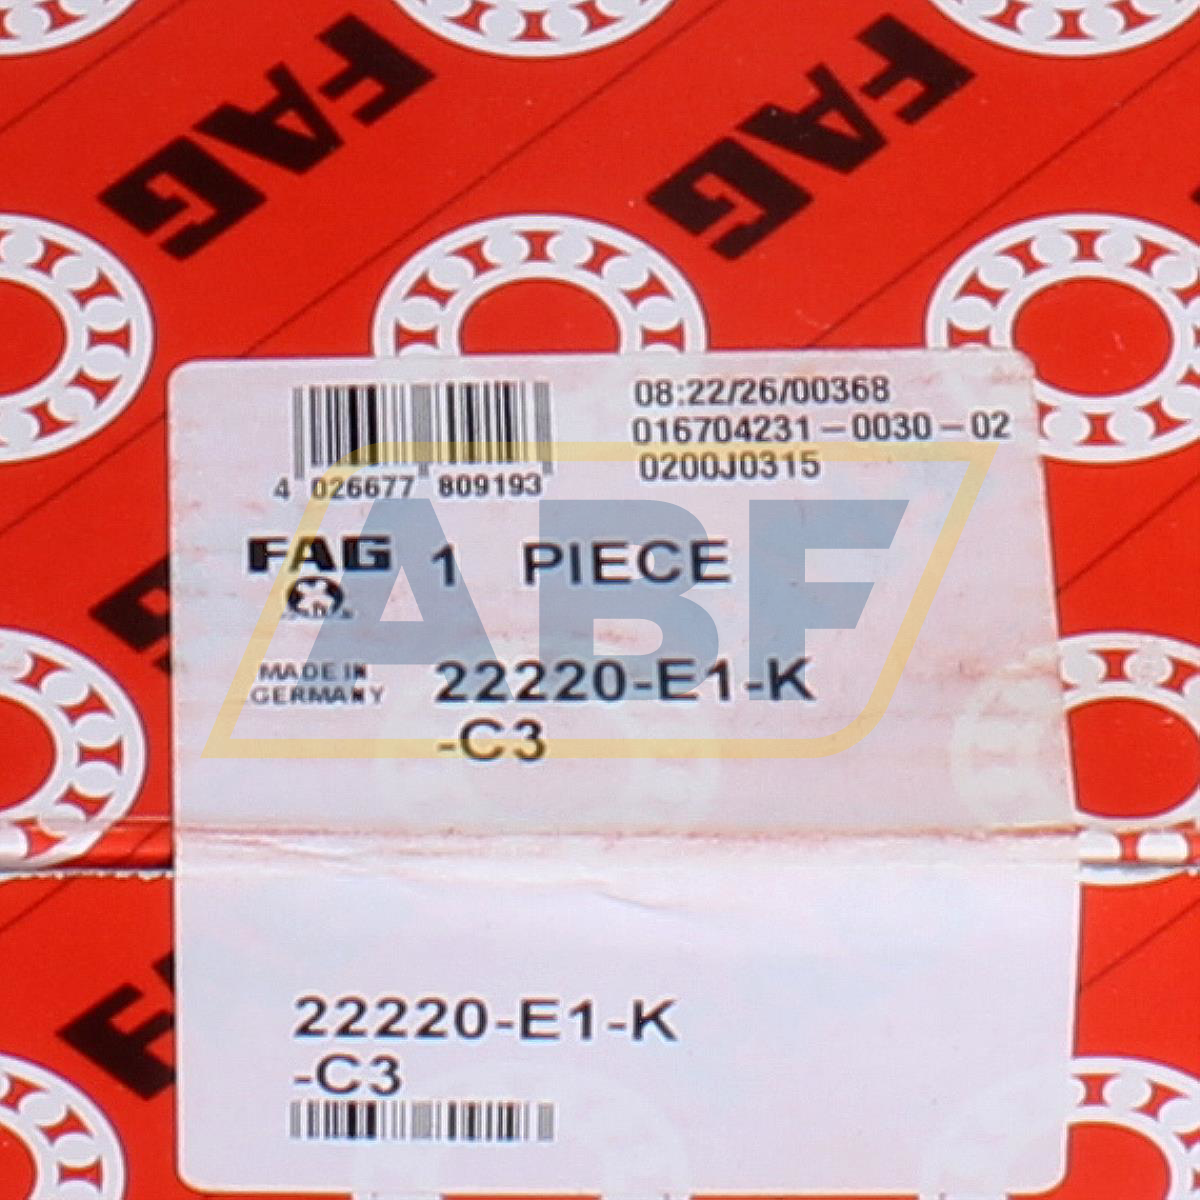 FAG
FAG
08:22/26/00368
016704231-0030-02
0200J0315
4 026677 809193
FAG 1 PIECE
ABF
MADE IN
GERMANY
22220-E1-K
-C3
22220-E1-K
-C3